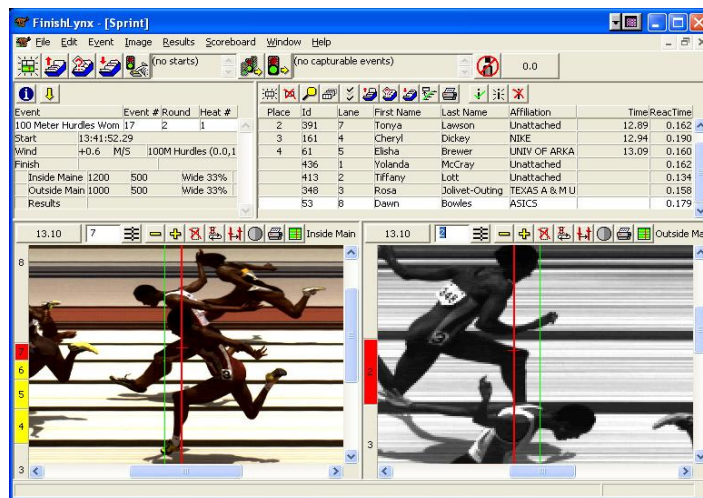 FinishLynx - [Sprint]
File Edit Event Image Results Scoreboard Window Help
(no starts) (no capturable events) 0.0
Event Event # Round Heat #
100 Meter Hurdles Wom 17 2 1
Start 13:41:52.29
Wind +0.6 M/S 100M Hurdles (0.0,1
Finish
Inside Maine 1200 500 Wide 33%
Outside Main 1000 500 Wide 33%
Results
Place Id Lane First Name Last Name Affiliation Time ReacTime
2 391 7 Tonya Lawson Unattached 12.89 0.162
3 161 4 Cheryl Dickey NIKE 12.94 0.190
4 61 5 Elisha Brewer UNIV OF ARKA 13.09 0.160
436 1 Yolanda McCray Unattached 0.162
413 2 Tiffany Lott Unattached 0.134
348 3 Rosa Jolivet-Outing TEXAS A & M U 0.158
53 8 Dawn Bowles ASICS 0.179
13.10 7 Inside Main
8
7
6
5
4
3
13.10 2 Outside Ma
348
2
3